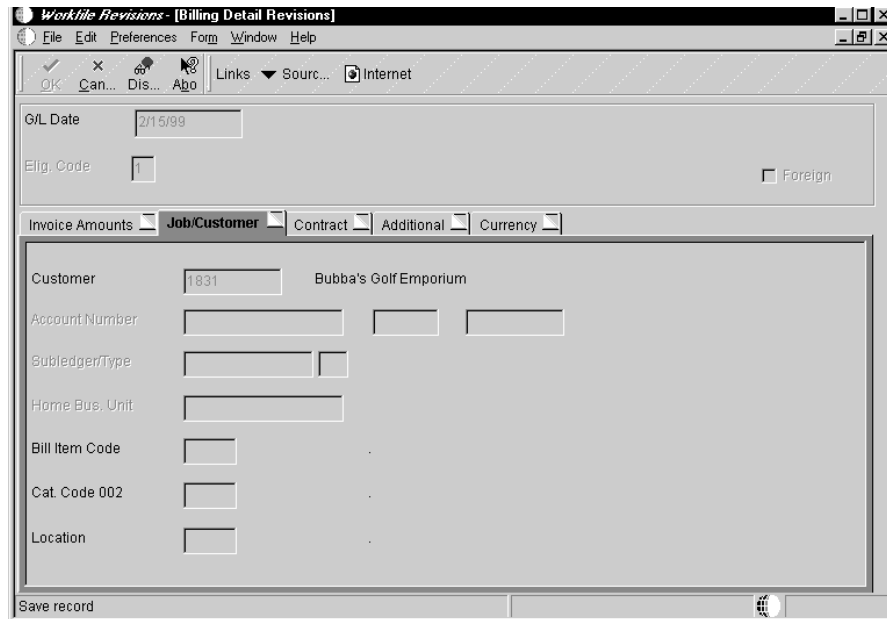 Workfile Revisions - [Billing Detail Revisions]
File Edit Preferences Form Window Help
OK Can... Dis... Abo Links Sourc... Internet
G/L Date 2/15/99
Elig. Code 1 Foreign
Invoice Amounts Job/Customer Contract Additional Currency
Customer 1831 Bubba's Golf Emporium
Account Number
Subledger/Type
Home Bus. Unit
Bill Item Code .
Cat. Code 002 .
Location .
Save record